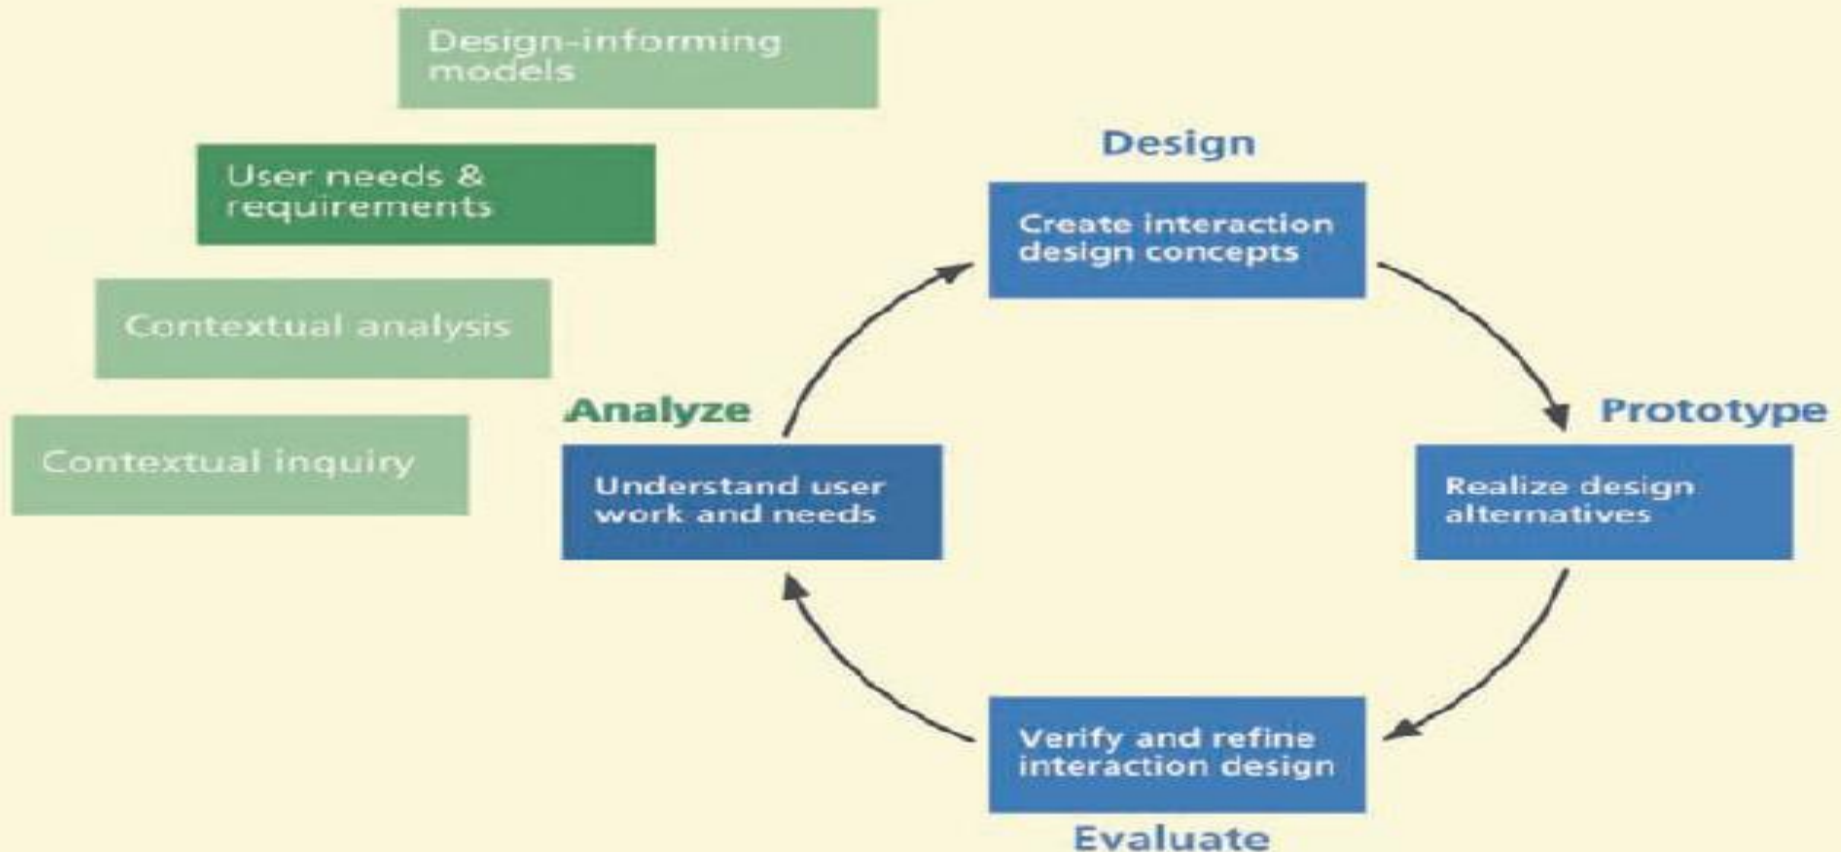 Design-informing
models
User needs &
requirements
Contextual analysis
Contextual inquiry
Analyze
Understand user
work and needs
Design
Create interaction
design concepts
Prototype
Realize design
alternatives
Verify and refine
interaction design
Evaluate